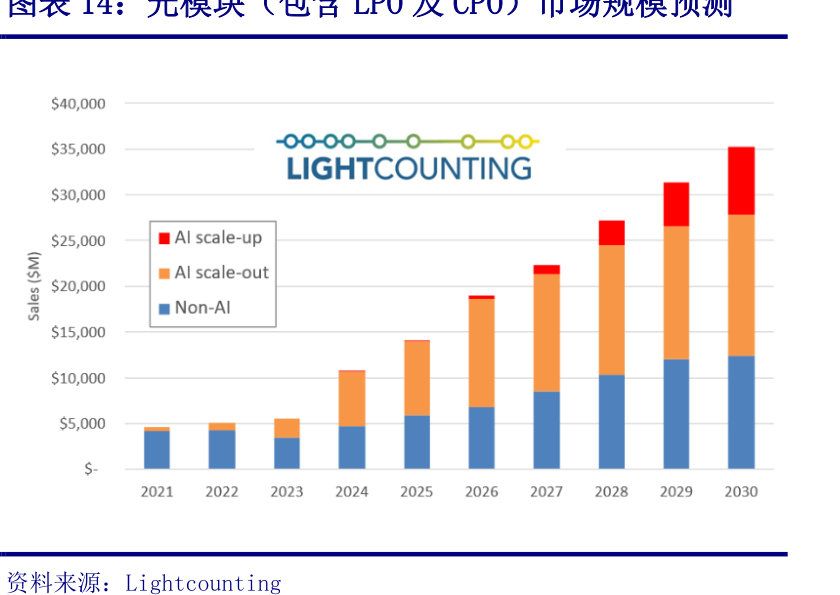 图表 14：光模块（包含 LPO 及 CPO）市场规模预测
$40,000
$35,000
LIGHTCOUNTING
$30,000
AI scale-up
$25,000
AI scale-out
$20,000
Non-AI
Sales ($M)
$15,000
$10,000
$5,000
$-
2021 2022 2023 2024 2025 2026 2027 2028 2029 2030
资料来源：Lightcounting